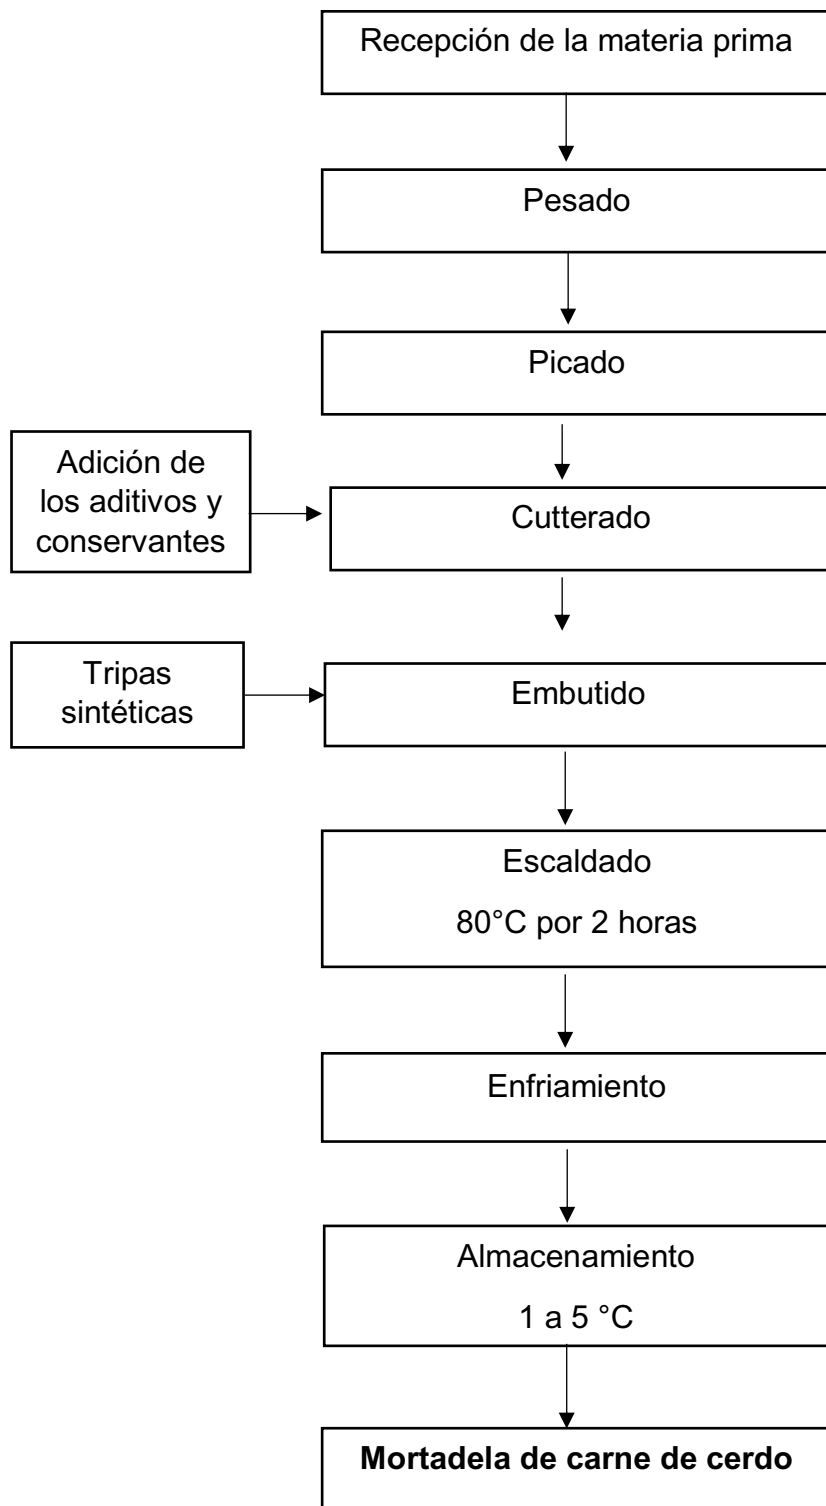 Recepción de la materia prima
Pesado
Picado
Adición de
los aditivos y
conservantes
Cutterado
Tripas
sintéticas
Embutido
Escaldado
80°C por 2 horas
Enfriamiento
Almacenamiento
1 a 5 °C
Mortadela de carne de cerdo